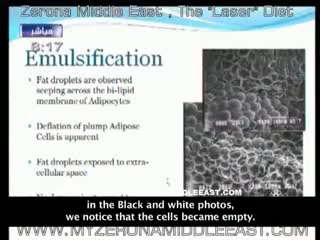 Zerona Middle East , The "Laser" Diet
مباشر
8:17
Emulsification
• Fat droplets are observed
seeping across the bi-lipid
membrane of Adipocytes
• Deflation of plump Adipose
Cells is apparent
• Fat droplets exposed to extra-
cellular space
DLEEAST.COM
in the Black and white photos,
we notice that the cells became empty.
WWW.MYZERONAMIDDLEEAST.COM